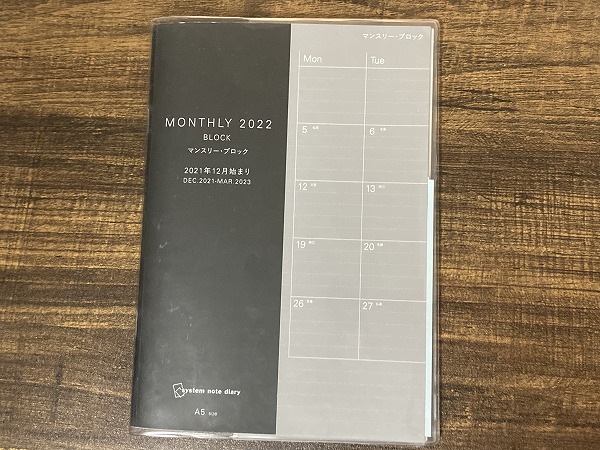 マンスリー・ブロック
MONTHLY 2022
BLOCK
マンスリー・ブロック
2021年12月始まり
DEC.2021-MAR.2023
Mon Tue
5 6
12 13
19 20
26 27
system note diary
A5 size